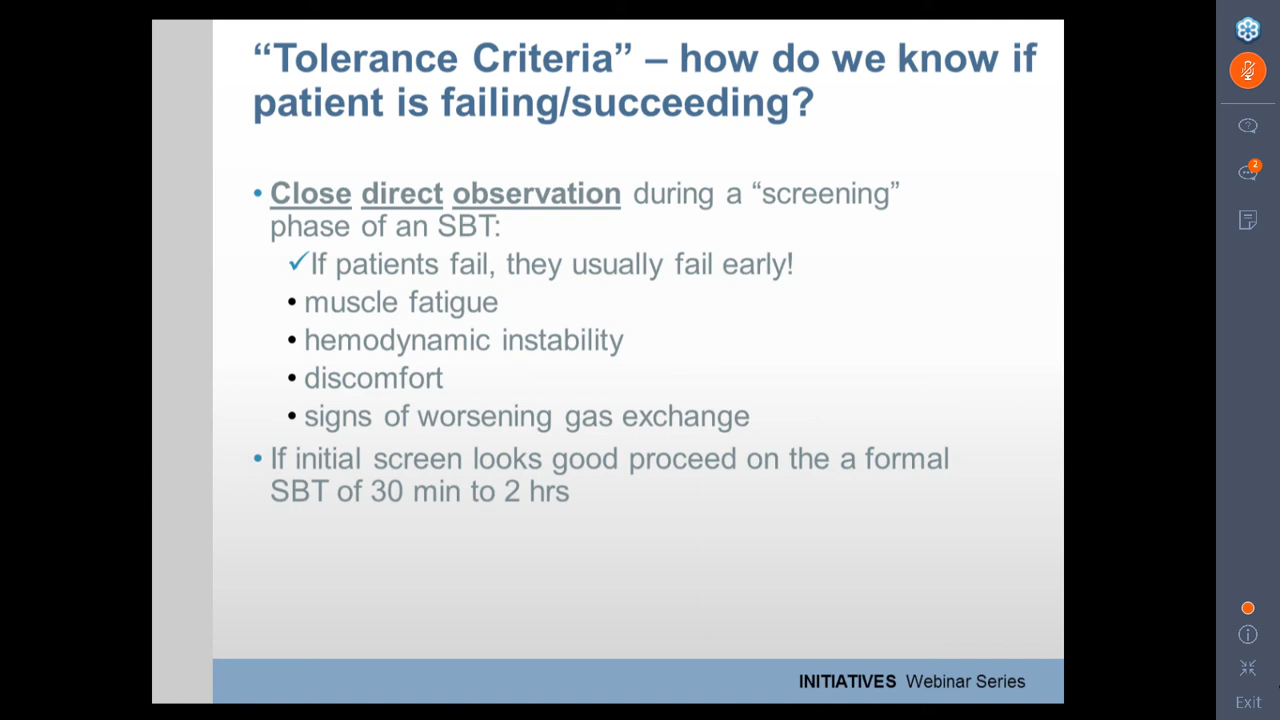 “Tolerance Criteria” – how do we know if
patient is failing/succeeding?
• Close direct observation during a “screening”
phase of an SBT:
✓If patients fail, they usually fail early!
• muscle fatigue
• hemodynamic instability
• discomfort
• signs of worsening gas exchange
• If initial screen looks good proceed on the a formal
SBT of 30 min to 2 hrs
INITIATIVES Webinar Series
2
Exit